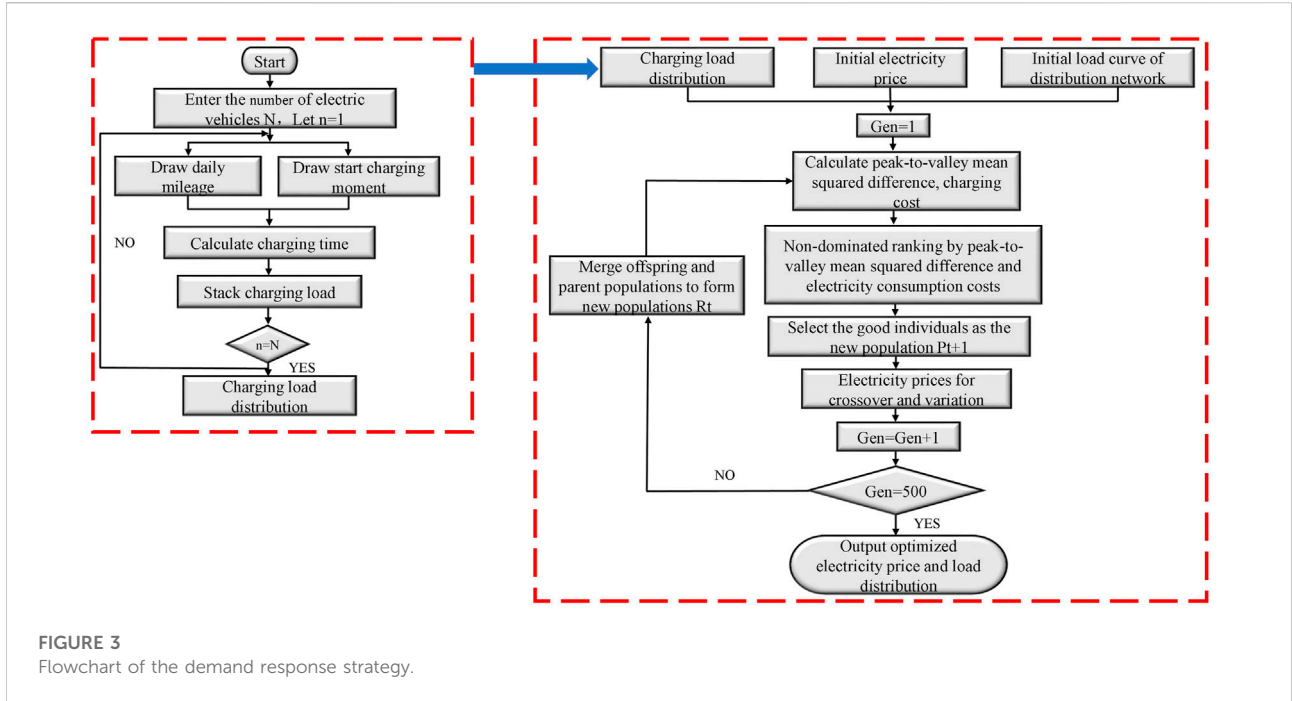 Start
Enter the number of electric
vehicles N，Let n=1
Draw daily
mileage
Draw start charging
moment
NO
Calculate charging time
Stack charging load
n=N
YES
Charging load
distribution
Charging load
distribution
Initial electricity
price
Initial load curve of
distribution network
Gen=1
Calculate peak-to-valley mean
squared difference, charging
cost
Non-dominated ranking by peak-to-
valley mean squared difference and
electricity consumption costs
Merge offspring and
parent populations to form
new populations Rt
Select the good individuals as the
new population Pt+1
Electricity prices for
crossover and variation
Gen=Gen+1
NO
Gen=500
YES
Output optimized
electricity price and load
distribution
FIGURE 3
Flowchart of the demand response strategy.